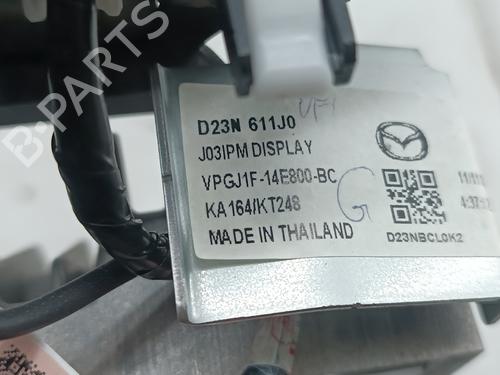 B-PARTS
D23N 611J0
J03IPM DISPLAY
VPGJ1F-14E800-BC
KA164/KT248
G
MADE IN THAILAND
D23NBCL0K2